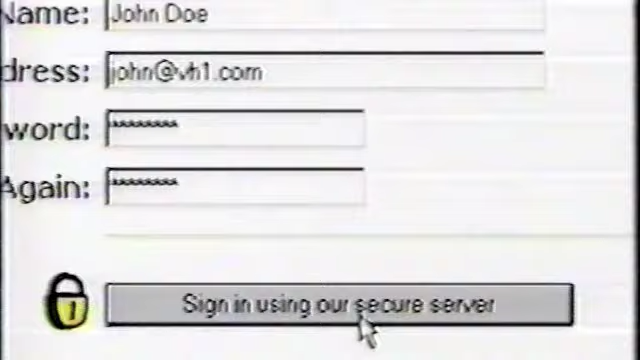 Name: John Doe
dress: john@vh1.com
word: ********
Again: ********
Sign in using our secure server